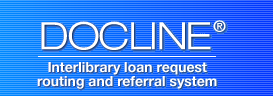 DOCLINE®
Interlibrary loan request
routing and referral system